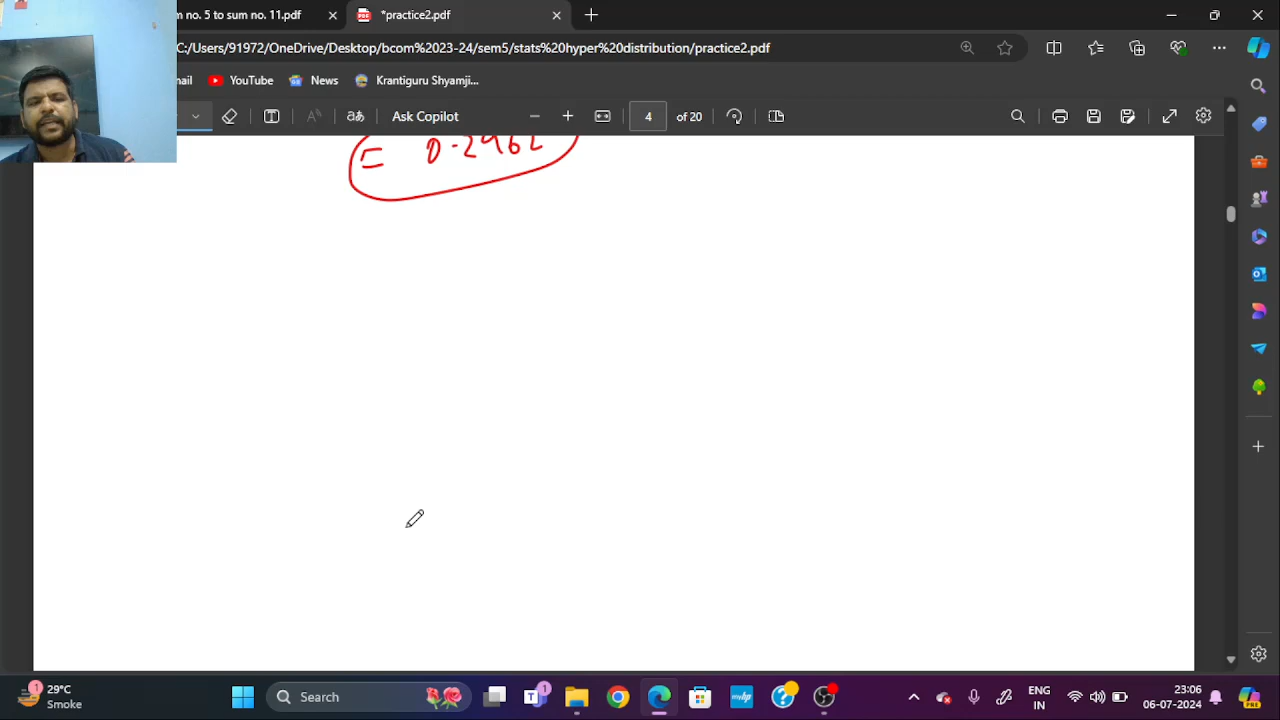 m no. 5 to sum no. 11.pdf
*practice2.pdf
C:/Users/91972/OneDrive/Desktop/bcom%2023-24/sem5/stats%20hyper%20distribution/practice2.pdf
nail YouTube News Krantiguru Shyamji...
Ask Copilot 4 of 20
= 0.2962
29°C
Smoke
Search
1
ENG
IN
23:06
06-07-2024